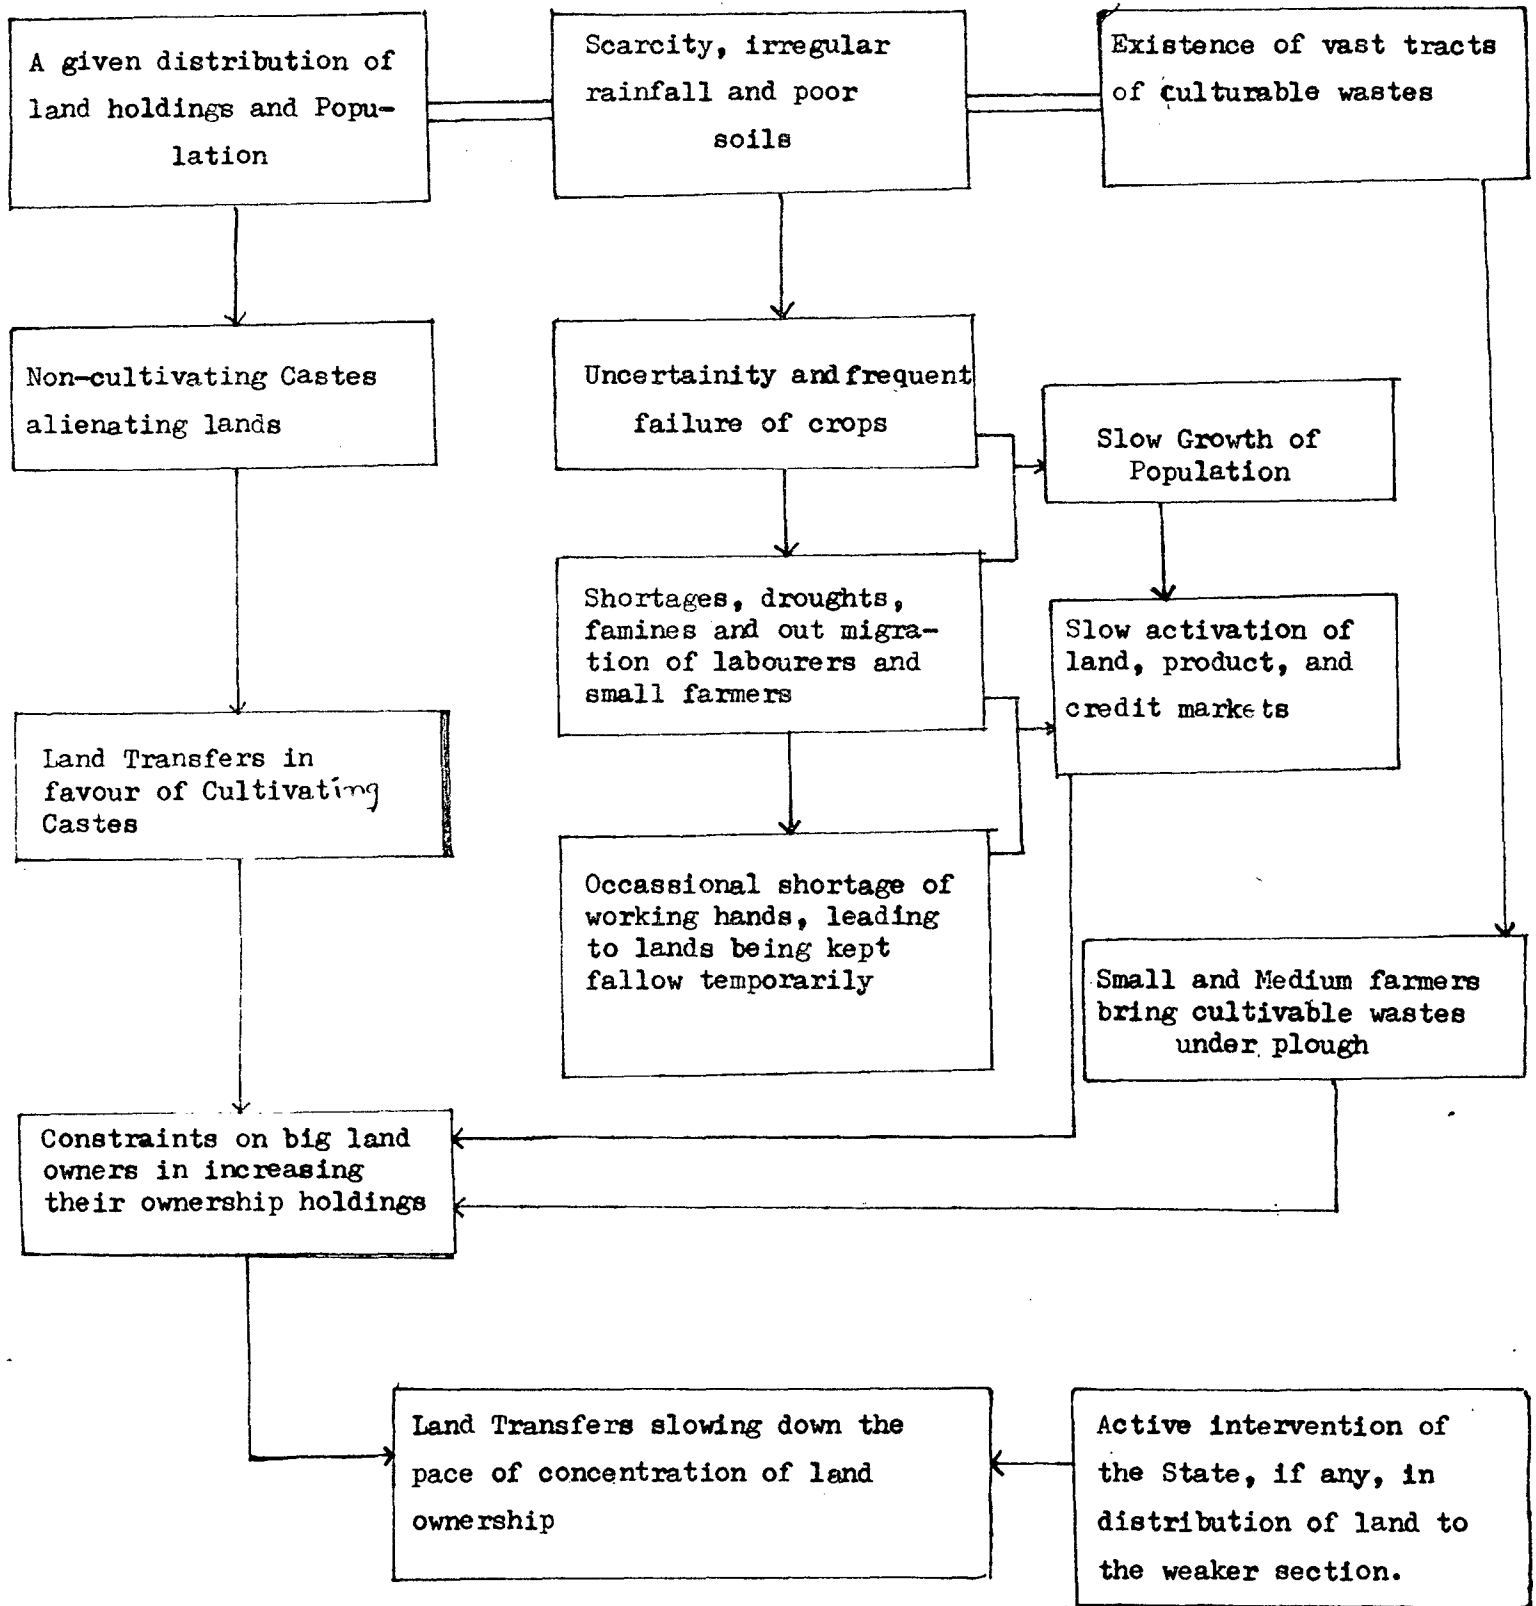 A given distribution of
land holdings and Popu-
lation
Scarcity, irregular
rainfall and poor
soils
Existence of vast tracts
of culturable wastes
Non-cultivating Castes
alienating lands
Uncertainity and frequent
failure of crops
Slow Growth of
Population
Shortages, droughts,
famines and out migra-
tion of labourers and
small farmers
Slow activation of
land, product, and
credit markets
Land Transfers in
favour of Cultivating
Castes
Occassional shortage of
working hands, leading
to lands being kept
fallow temporarily
Small and Medium farmers
bring cultivable wastes
under plough
Constraints on big land
owners in increasing
their ownership holdings
Land Transfers slowing down the
pace of concentration of land
ownership
Active intervention of
the State, if any, in
distribution of land to
the weaker section.